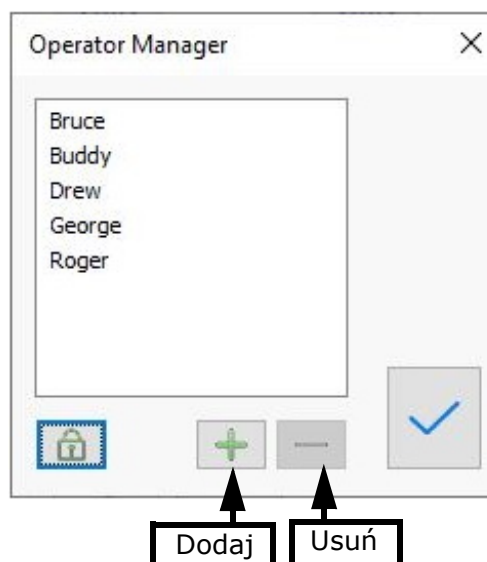 Operator Manager
Bruce
Buddy
Drew
George
Roger
Dodaj
Usuń